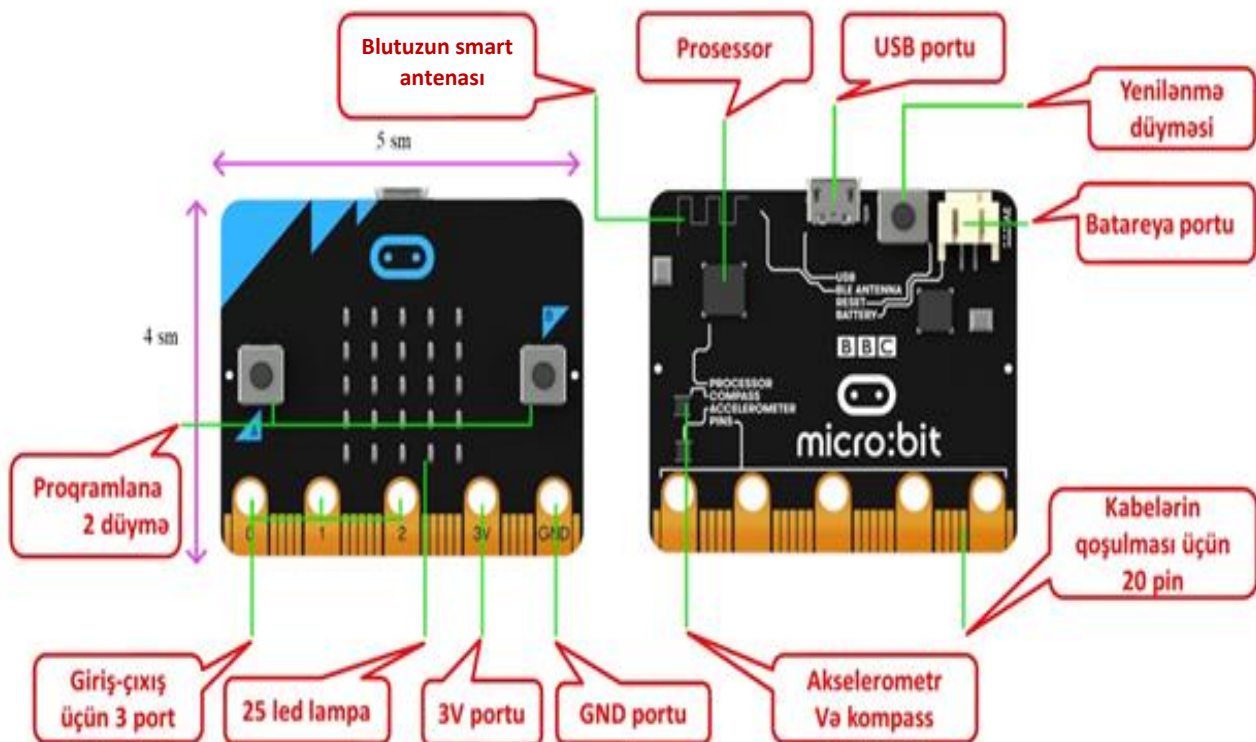 Blutuzun smart
antenası
Prosessor
USB portu
Yenilənmə
düyməsi
5 sm
Batareya portu
4 sm
B
A
USB
BLE ANTENNA
RESET
BATTERY
BBC
PROCESSOR
COMPASS
ACCELEROMETER
PINS
micro:bit
Proqramlana
2 düymə
0 1 2 3V GND
Kabelərin
qoşulması üçün
20 pin
Giriş-çıxış
üçün 3 port
25 led lampa
3V portu
GND portu
Akselerometr
Və kompass